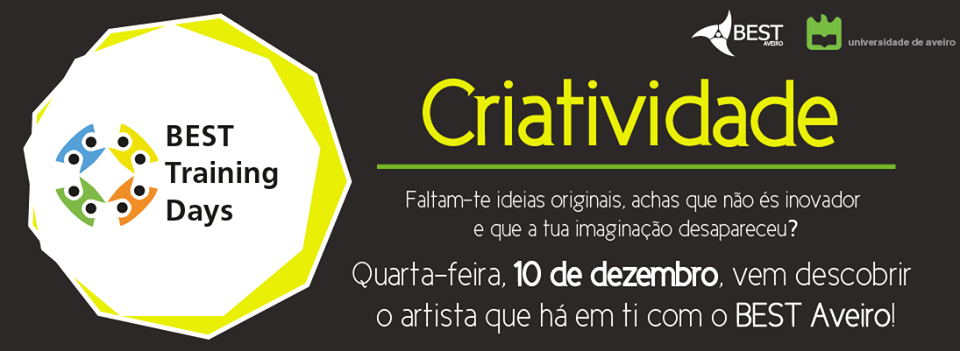 BEST
AVEIRO
universidade de aveiro
BEST
Training
Days
Criatividade
Faltam-te ideias originais, achas que não és inovador
e que a tua imaginação desapareceu?
Quarta-feira, 10 de dezembro, vem descobrir
o artista que há em ti com o BEST Aveiro!